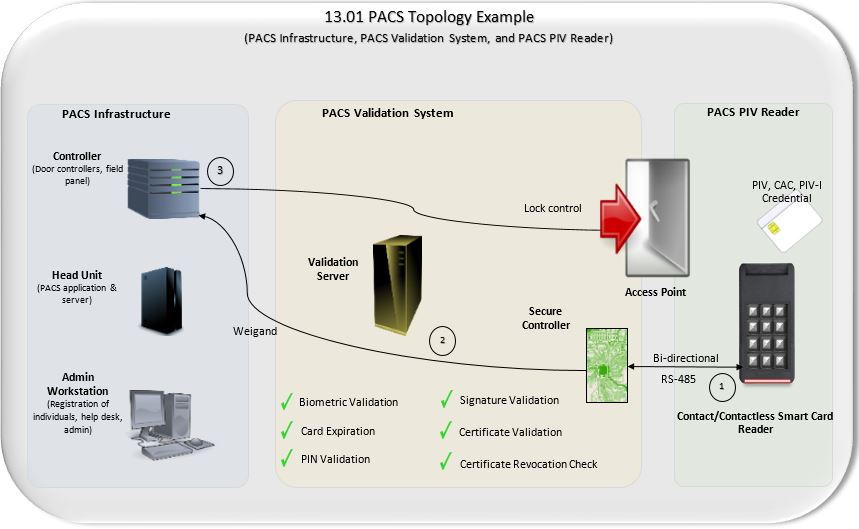 13.01 PACS Topology Example
(PACS Infrastructure, PACS Validation System, and PACS PIV Reader)
PACS Infrastructure
Controller
(Door controllers, field
panel)
3
Head Unit
(PACS application &
server)
Weigand
Admin
Workstation
(Registration of
individuals, help desk,
admin)
PACS Validation System
Lock control
Validation
Server
Secure
Controller
2
Biometric Validation
Card Expiration
PIN Validation
Signature Validation
Certificate Validation
Certificate Revocation Check
Access Point
PACS PIV Reader
PIV, CAC, PIV-I
Credential
Bi-directional
RS-485
1
Contact/Contactless Smart Card
Reader